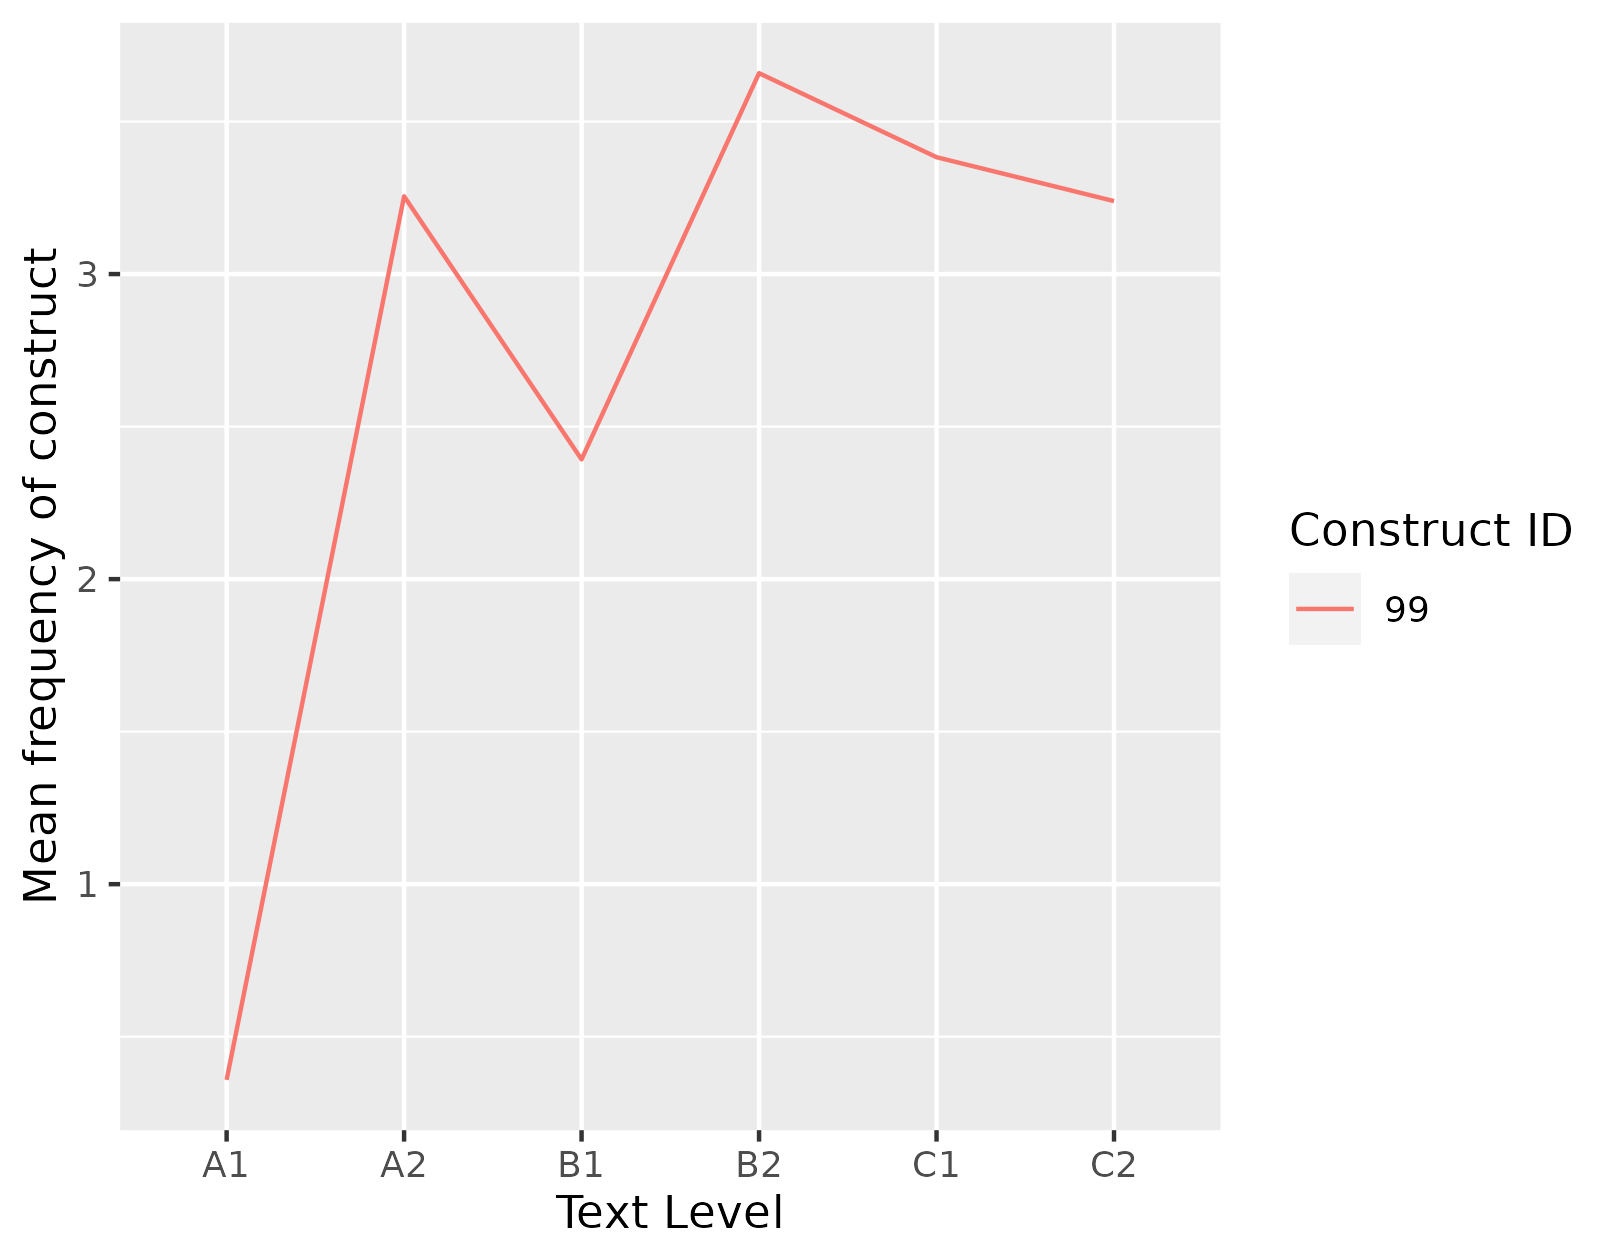 Mean frequency of construct
3
2
1
A1 A2 B1 B2 C1 C2
Text Level
Construct ID
99